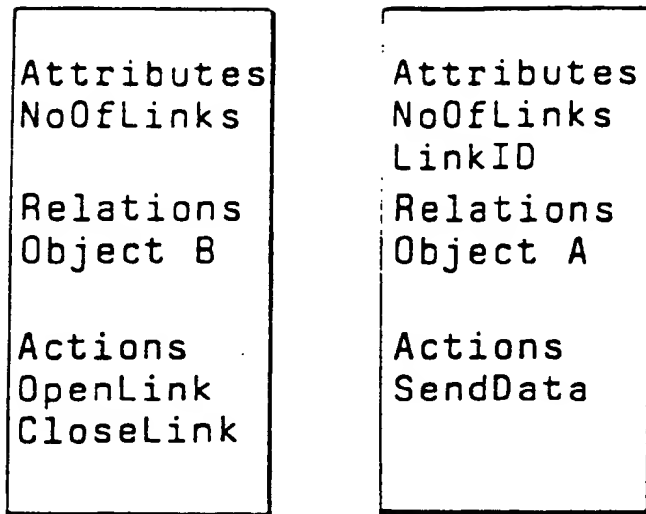 Attributes
NoOfLinks
Relations
Object B
Actions
OpenLink
CloseLink
Attributes
NoOfLinks
LinkID
Relations
Object A
Actions
SendData